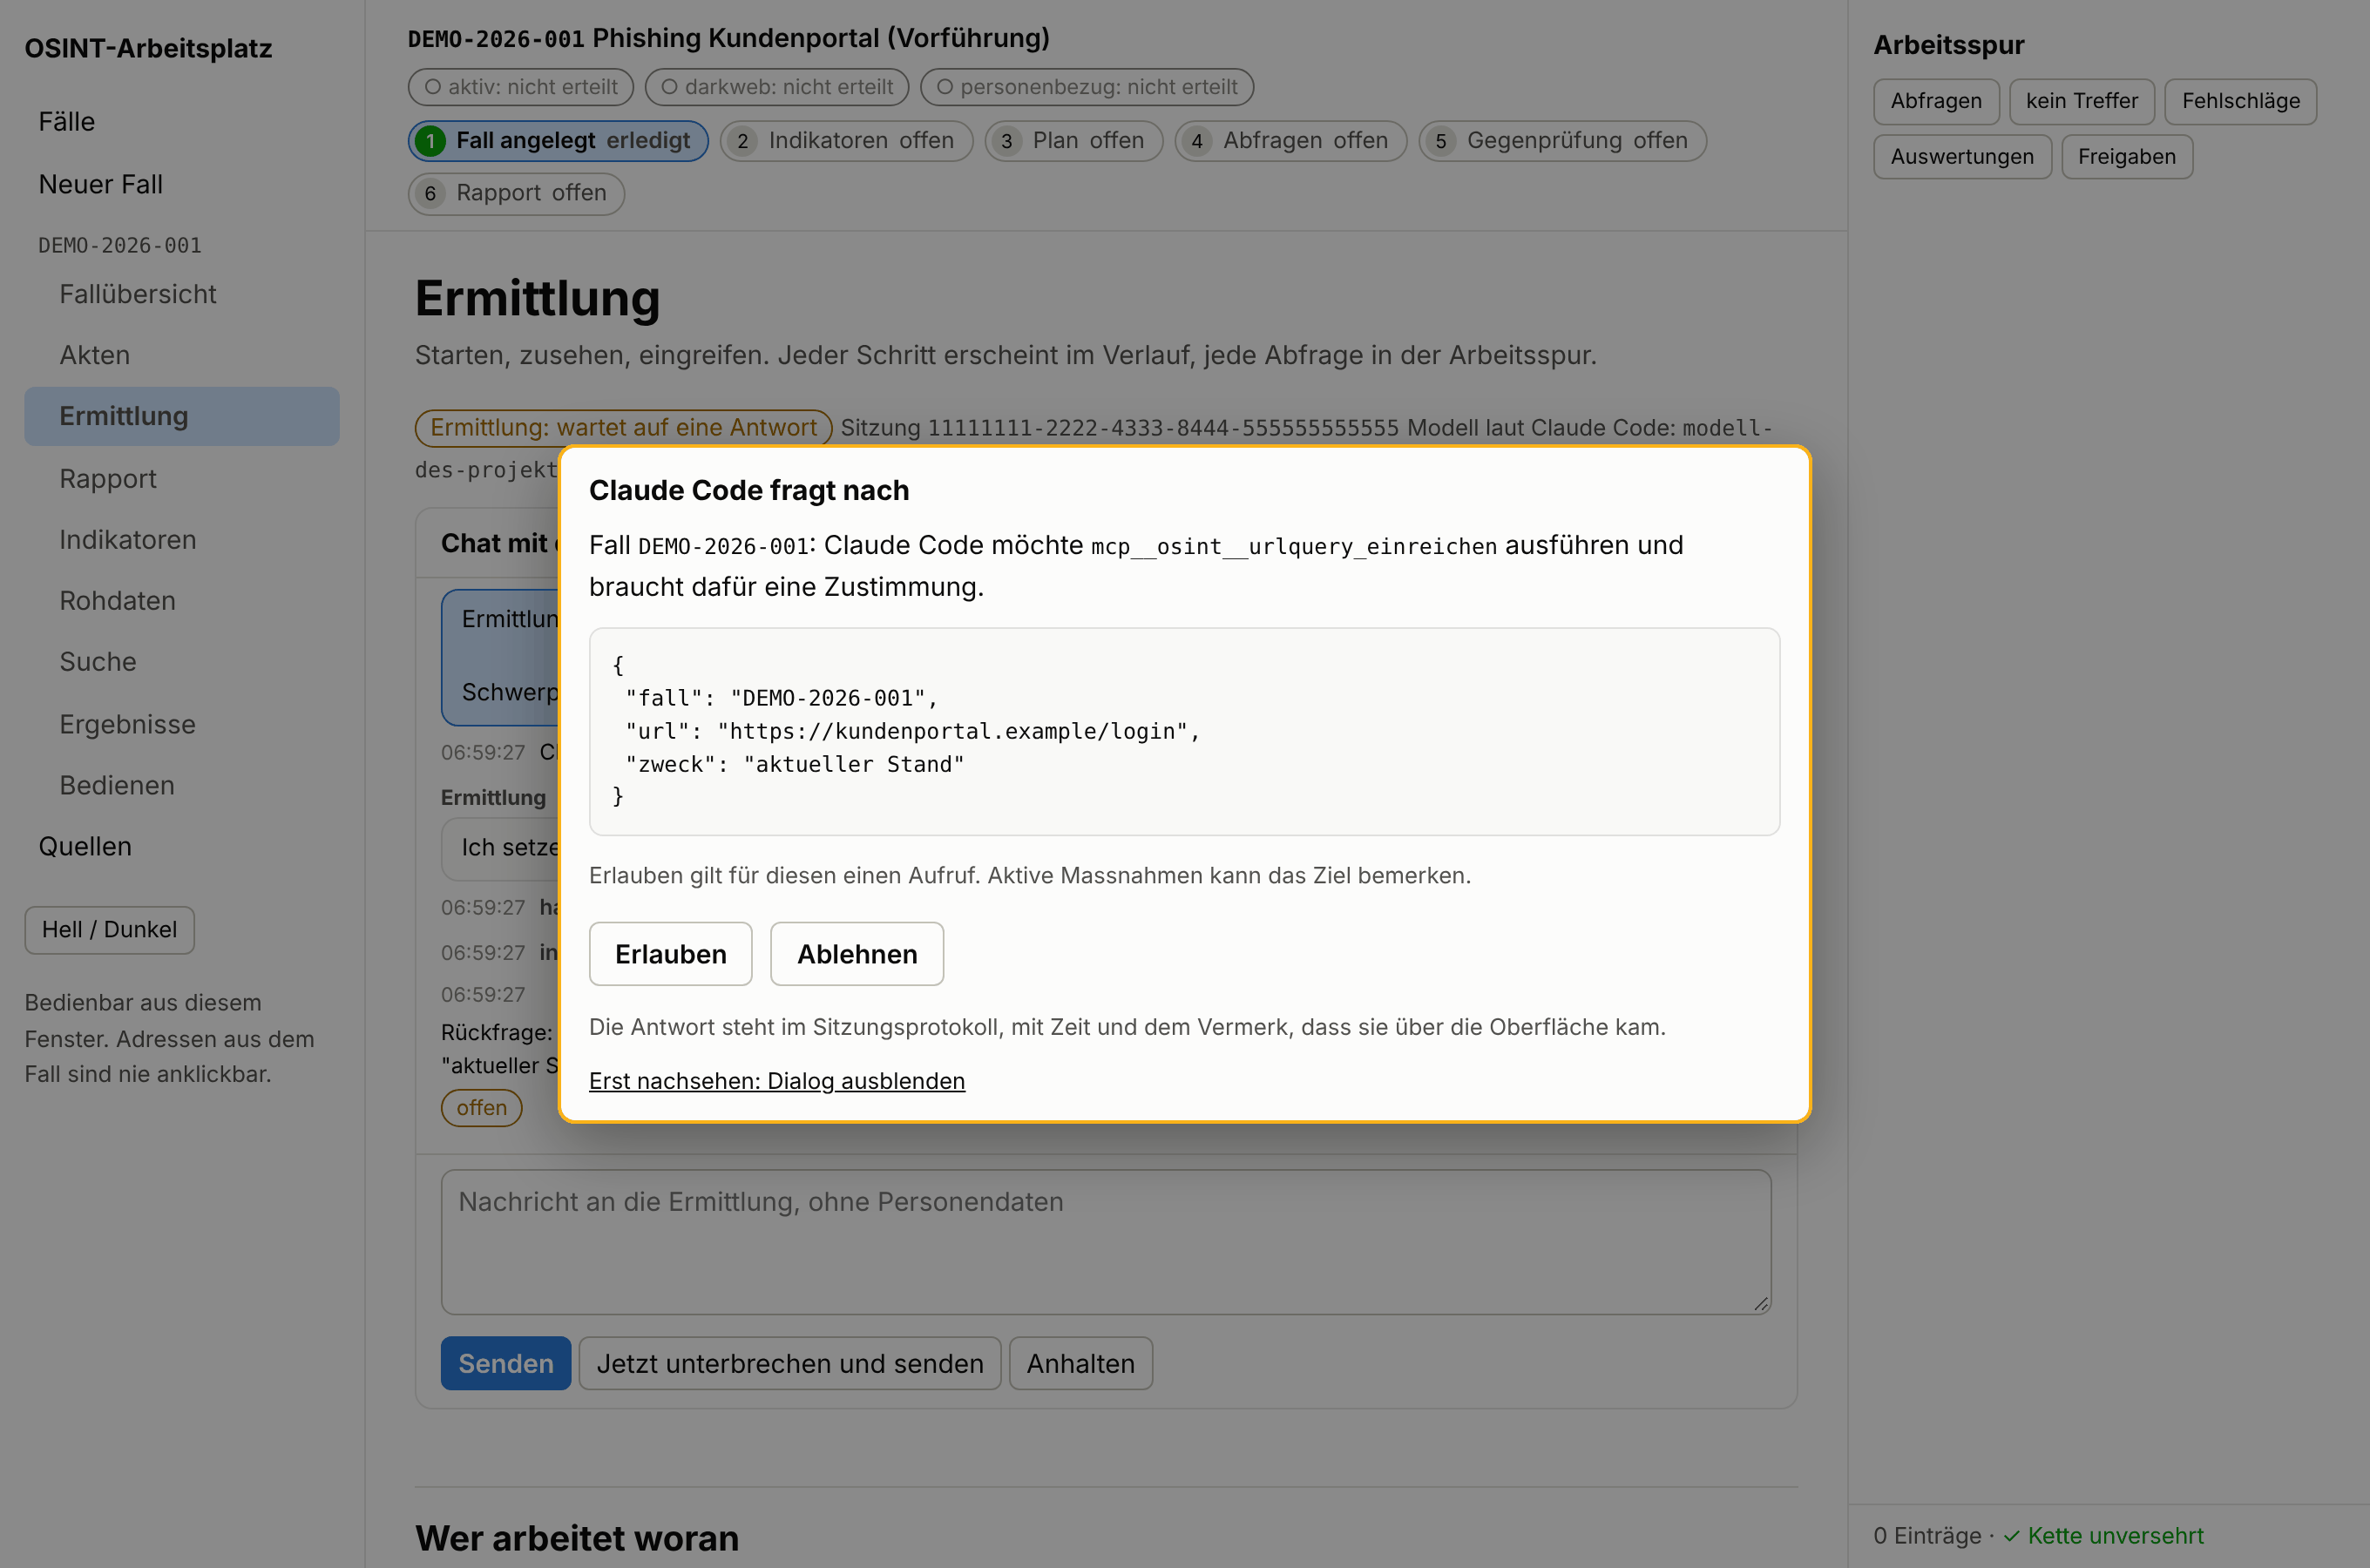 OSINT-Arbeitsplatz
Fälle
Neuer Fall
DEMO-2026-001
Fallübersicht
Akten
Ermittlung
Rapport
Indikatoren
Rohdaten
Suche
Ergebnisse
Bedienen
Quellen
Hell / Dunkel
Bedienbar aus diesem
Fenster. Adressen aus dem
Fall sind nie anklickbar.
DEMO-2026-001 Phishing Kundenportal (Vorführung)
aktiv: nicht erteilt darkweb: nicht erteilt personenbezug: nicht erteilt
1 Fall angelegt erledigt 2 Indikatoren offen 3 Plan offen 4 Abfragen offen 5 Gegenprüfung offen
6 Rapport offen
Ermittlung
Starten, zusehen, eingreifen. Jeder Schritt erscheint im Verlauf, jede Abfrage in der Arbeitsspur.
Ermittlung: wartet auf eine Antwort Sitzung 11111111-2222-4333-8444-555555555555 Modell laut Claude Code: modell-
des-projekt
Chat mit
Ermittlun
Schwerp
06:59:27
Ermittlung
Ich setze
06:59:27
06:59:27
06:59:27
Rückfrage:
"aktueller S
offen
Claude Code fragt nach
Fall DEMO-2026-001: Claude Code möchte mcp__osint__urlquery_einreichen ausführen und
braucht dafür eine Zustimmung.
{
"fall": "DEMO-2026-001",
"url": "https://kundenportal.example/login",
"zweck": "aktueller Stand"
}
Erlauben gilt für diesen einen Aufruf. Aktive Massnahmen kann das Ziel bemerken.
Erlauben Ablehnen
Die Antwort steht im Sitzungsprotokoll, mit Zeit und dem Vermerk, dass sie über die Oberfläche kam.
Erst nachsehen: Dialog ausblenden
Nachricht an die Ermittlung, ohne Personendaten
Senden Jetzt unterbrechen und senden Anhalten
Wer arbeitet woran
Arbeitsspur
Abfragen kein Treffer Fehlschläge
Auswertungen Freigaben
0 Einträge · ✓ Kette unversehrt